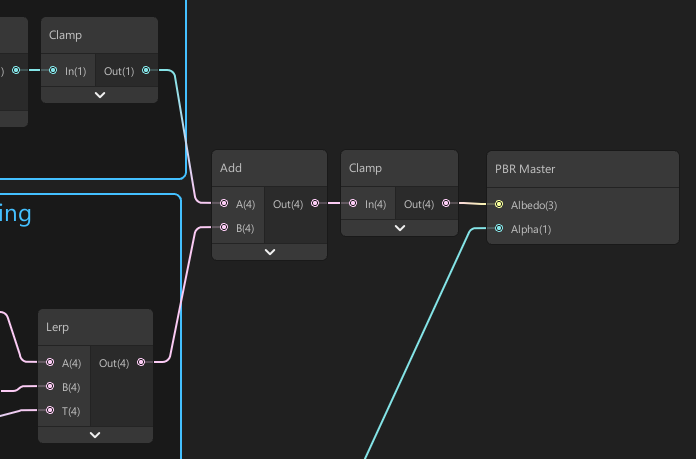 Clamp
)
In(1) Out(1)
Add
A(4) Out(4)
B(4)
Clamp
In(4) Out(4)
PBR Master
Albedo(3)
Alpha(1)
ing
Lerp
A(4) Out(4)
B(4)
T(4)